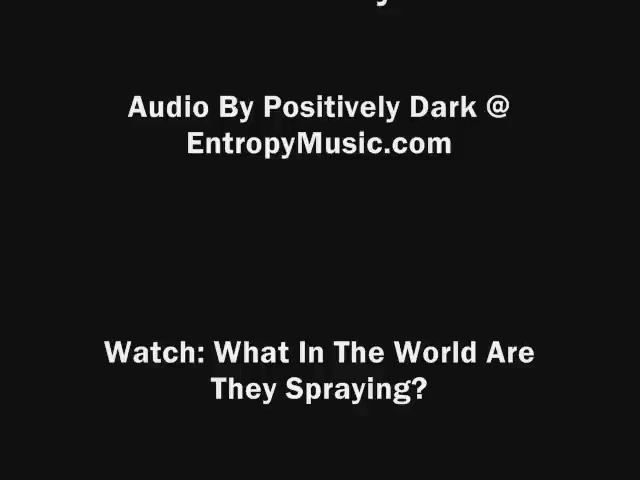 Audio By Positively Dark @
EntropyMusic.com
Watch: What In The World Are
They Spraying?